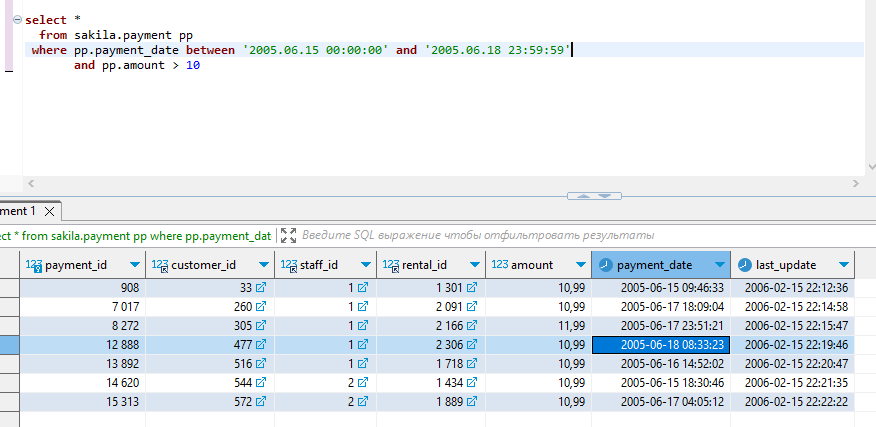 select *
from sakila.payment pp
where pp.payment_date between '2005.06.15 00:00:00' and '2005.06.18 23:59:59'
and pp.amount > 10
ment 1
ect * from sakila.payment pp where pp.payment_dat Введите SQL выражение чтобы отфильтровать результаты
123 payment_id 123 customer_id 123 staff_id 123 rental_id 123 amount payment_date last_update
908 33 1 1 301 10,99 2005-06-15 09:46:33 2006-02-15 22:12:36
7 017 260 1 2 091 10,99 2005-06-17 18:09:04 2006-02-15 22:14:58
8 272 305 1 2 166 11,99 2005-06-17 23:51:21 2006-02-15 22:15:47
12 888 477 1 2 306 10,99 2005-06-18 08:33:23 2006-02-15 22:19:46
13 892 516 1 1 718 10,99 2005-06-16 14:52:02 2006-02-15 22:20:47
14 620 544 2 1 434 10,99 2005-06-15 18:30:46 2006-02-15 22:21:35
15 313 572 2 1 889 10,99 2005-06-17 04:05:12 2006-02-15 22:22:22